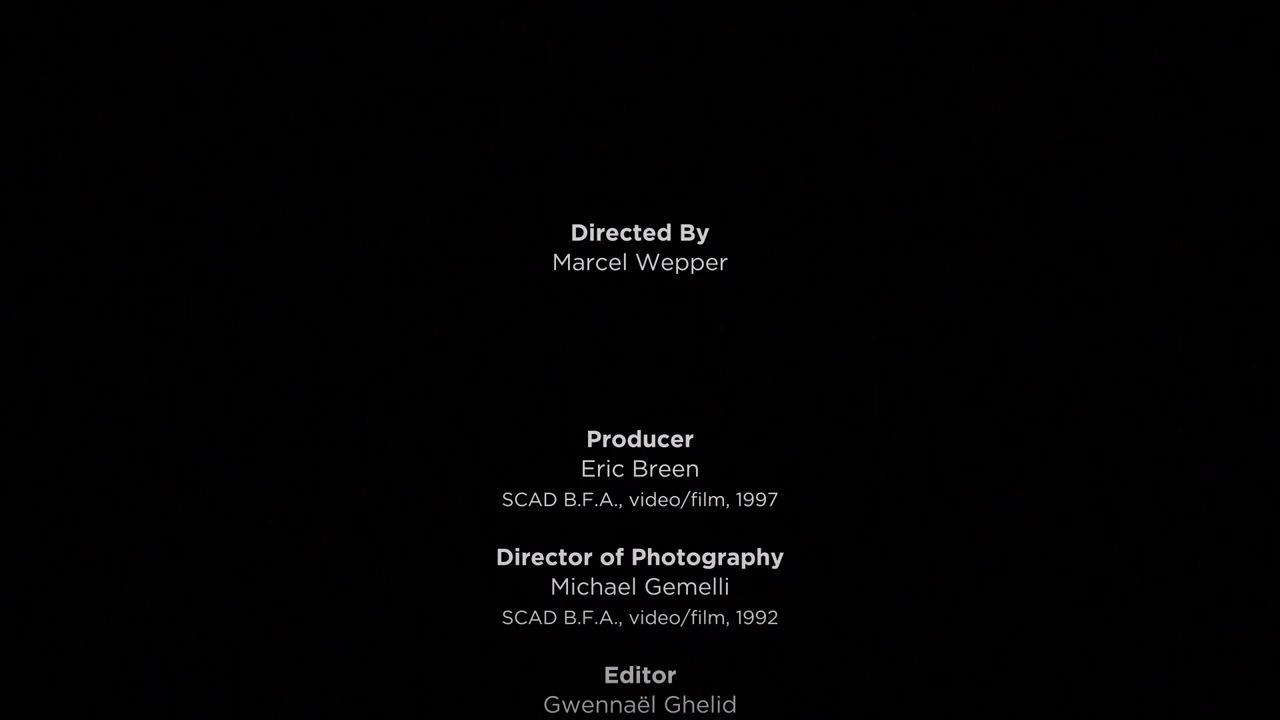 Directed By
Marcel Wepper
Producer
Eric Breen
SCAD B.F.A., video/film, 1997
Director of Photography
Michael Gemelli
SCAD B.F.A., video/film, 1992
Editor
Gwennaël Ghelid